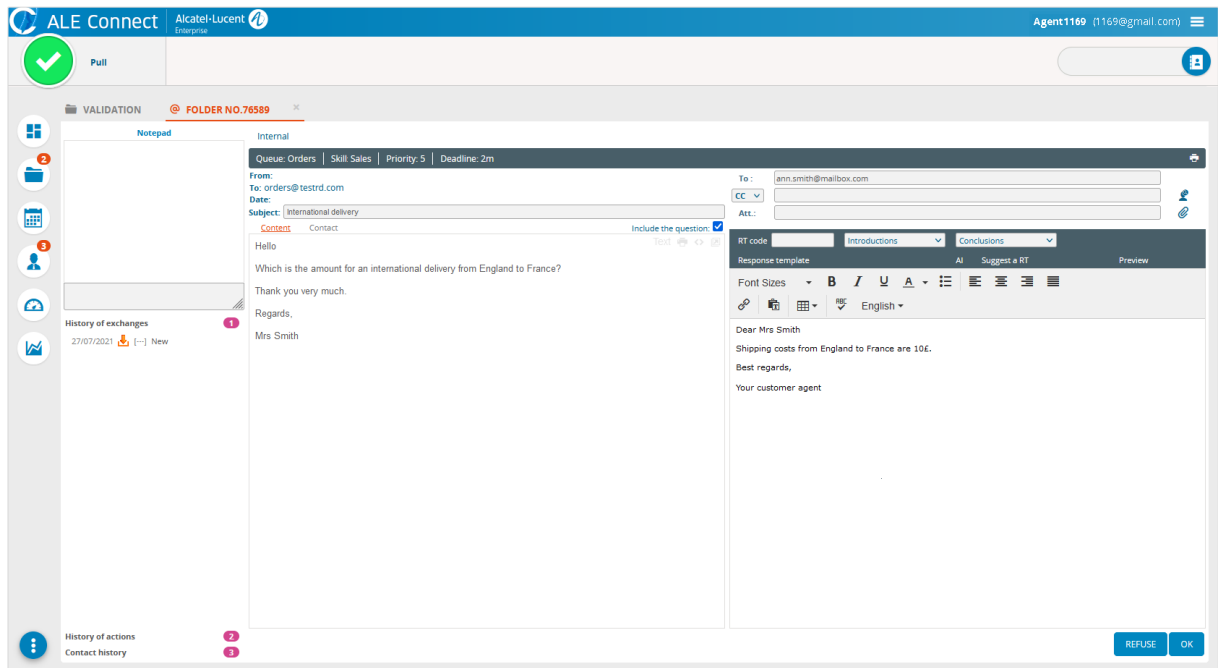 ALE Connect
Alcatel·Lucent
Enterprise
Agent1169 (1169@gmail.com)
Pull
VALIDATION
@ FOLDER NO.76589 ×
Notepad
Internal
2
Queue: Orders | Skill: Sales | Priority: 5 | Deadline: 2m
From:
To: orders@testrd.com
Date:
Subject: International delivery
To : ann.smith@mailbox.com
CC
Att.:
Content Contact Include the question:
Text
Hello
Which is the amount for an international delivery from England to France?
Thank you very much.
Regards,
Mrs Smith
RT code Introductions Conclusions
Response template AI Suggest a RT Preview
Font Sizes B I U A
ABC English
Dear Mrs Smith
Shipping costs from England to France are 10£.
Best regards,
Your customer agent
3
History of exchanges 1
27/07/2021 [---] New
History of actions 2
Contact history 3
REFUSE OK